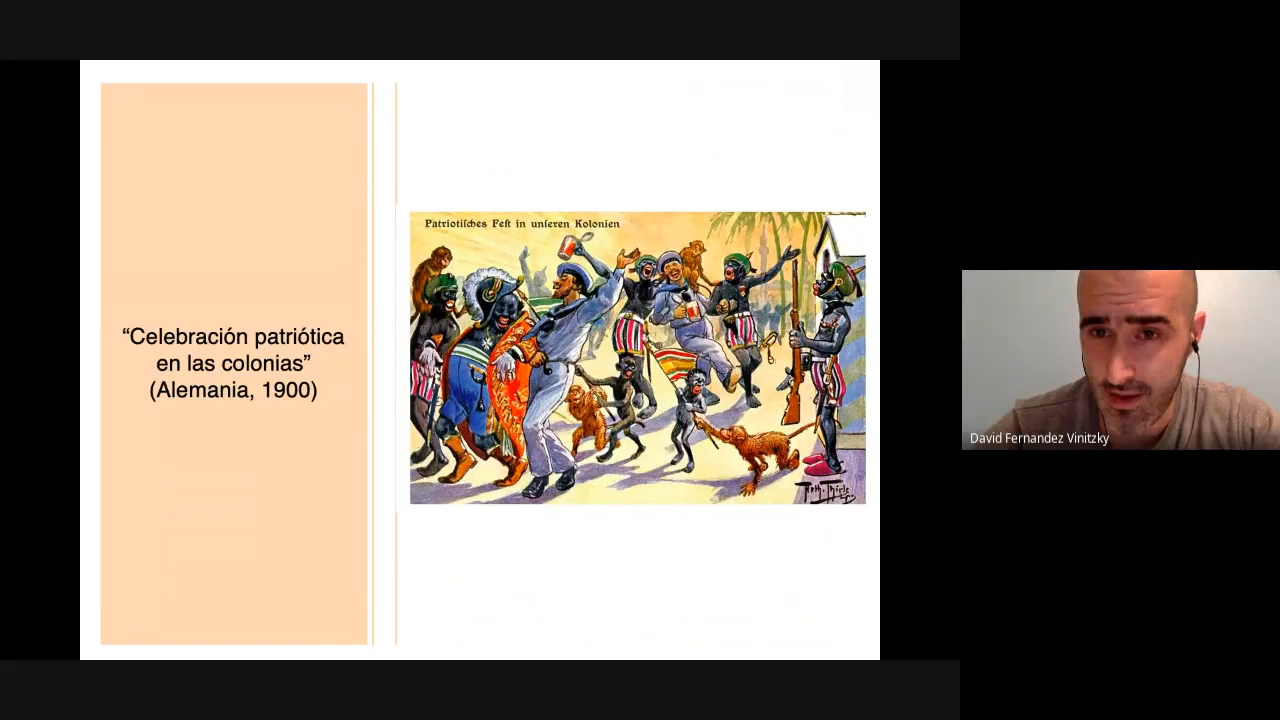 “Celebración patriótica
en las colonias”
(Alemania, 1900)
Patriotiſches Feſt in unſeren Kolonien
David Fernandez Vinitzky